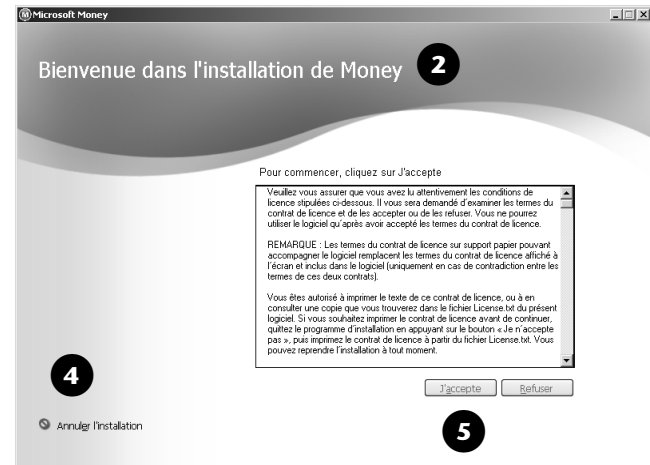 Microsoft Money
Bienvenue dans l'installation de Money
2
Pour commencer, cliquez sur J'accepte
Veuillez vous assurer que vous avez lu attentivement les conditions de
licence stipulées ci-dessous. Il vous sera demandé d'examiner les termes du
contrat de licence et de les accepter ou de les refuser. Vous ne pourrez
utiliser le logiciel qu'après avoir accepté les termes du contrat de licence.
REMARQUE : Les termes du contrat de licence sur support papier pouvant
accompagner le logiciel remplacent les termes du contrat de licence affiché à
l'écran et inclus dans le logiciel (uniquement en cas de contradiction entre les
termes de ces deux contrats).
Vous êtes autorisé à imprimer le texte de ce contrat de licence, ou à en
consulter une copie que vous trouverez dans le fichier License.txt du présent
logiciel. Si vous souhaitez imprimer le contrat de licence avant de continuer,
quittez le programme d'installation en appuyant sur le bouton « Je n'accepte
pas », puis imprimez le contrat de licence à partir du fichier License.txt. Vous
pouvez reprendre l'installation à tout moment.
4
J'accepte Refuser
Annuler l'installation
5